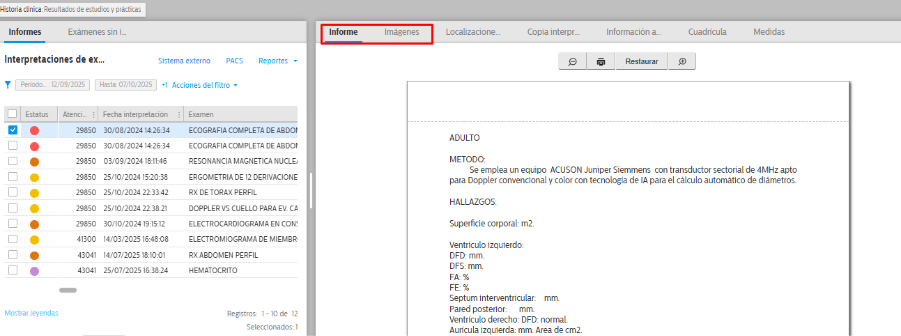 Historia clínica: Resultados de estudios y prácticas
Informes Exámenes sin i...
Interpretaciones de ex... Sistema externo PACS Reportes
Periodo... 12/09/2025 Hasta 07/10/2025 +1 Acciones del filtro
Estatus Atenci... Fecha interpretación Examen
29850 30/08/2024 14:26:34 ECOGRAFIA COMPLETA DE ABDOM
29850 30/08/2024 14:26:34 ECOGRAFIA COMPLETA DE ABDOM
29850 03/09/2024 18:11:46 RESONANCIA MAGNETICA NUCLEA
29850 25/10/2024 15:20:38 ERGOMETRIA DE 12 DERIVACIONE
29850 25/10/2024 22:33:42 RX DE TORAX PERFIL
29850 25/10/2024 22:38:21 DOPPLER VS CUELLO PARA EV. CA
29850 30/10/2024 19:15:12 ELECTROCARDIOGRAMA EN CONS
41300 14/03/2025 16:48:08 ELECTROMIOGRAMA DE MIEMBR
43041 14/07/2025 18:10:01 RX ABDOMEN PERFIL
43041 25/07/2025 16:38:24 HEMATOCRITO
Mostrar leyendas Registros: 1 - 10 de 12
Seleccionados: 1
Informe Imágenes Localizacione... Copia interpr... Información a... Cuadrícula Medidas
Restaurar
ADULTO
METODO:
Se emplea un equipo ACUSON Juniper Siemmens con transductor sectorial de 4MHz apto
para Doppler convencional y color con tecnología de IA para el cálculo automático de diámetros.
HALLAZGOS:
Superficie corporal: m2.
Ventrículo izquierdo:
DFD: mm.
DFS: mm.
FA: %
FE: %
Septum interventricular: mm.
Pared posterior: mm.
Ventrículo derecho: DFD: normal.
Aurícula izquierda: mm. Área de cm2.